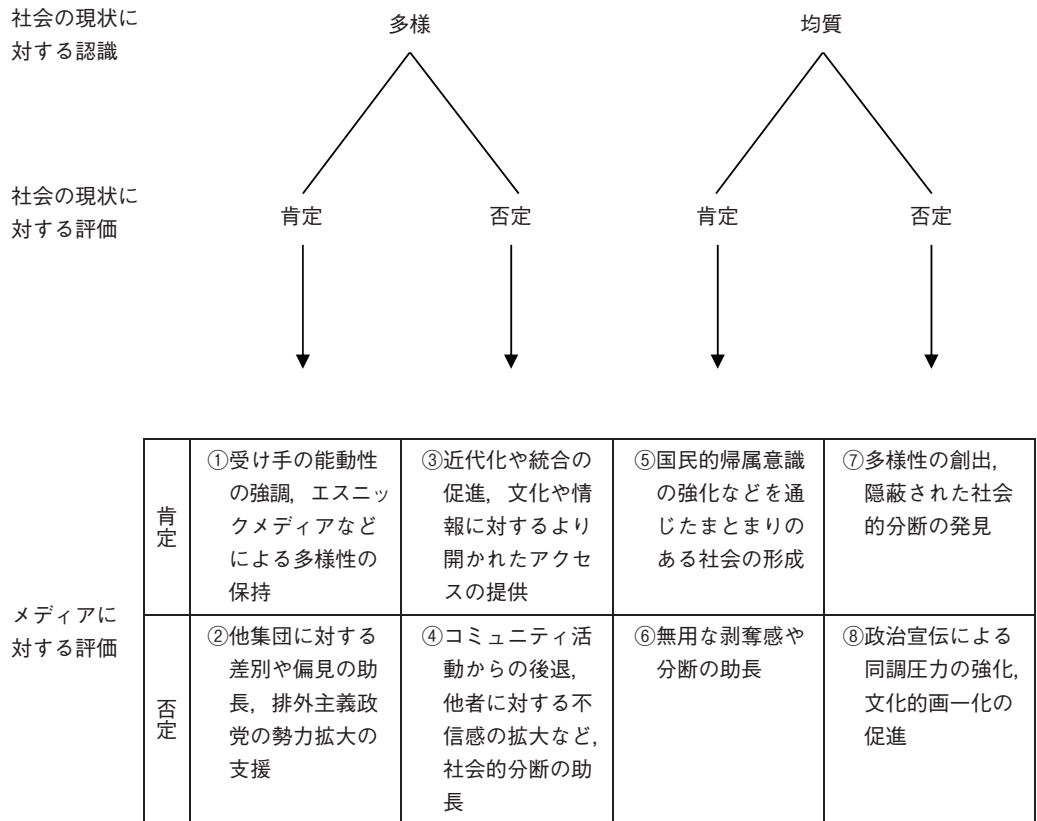 社会の現状に
対する認識
多様
均質
社会の現状に
対する評価
肯定
否定
肯定
否定
メディアに
対する評価
肯定
①受け手の能動性
の強調，エスニッ
クメディアなど
による多様性の
保持
③近代化や統合の
促進，文化や情
報に対するより
開かれたアクセ
スの提供
⑤国民的帰属意識
の強化などを通
じたまとまりの
ある社会の形成
⑦多様性の創出，
隠蔽された社会
的分断の発見
否定
②他集団に対する
差別や偏見の助
長，排外主義政
党の勢力拡大の
支援
④コミュニティ活
動からの後退，
他者に対する不
信感の拡大など，
社会的分断の助
長
⑥無用な剥奪感や
分断の助長
⑧政治宣伝による
同調圧力の強化，
文化的画一化の
促進